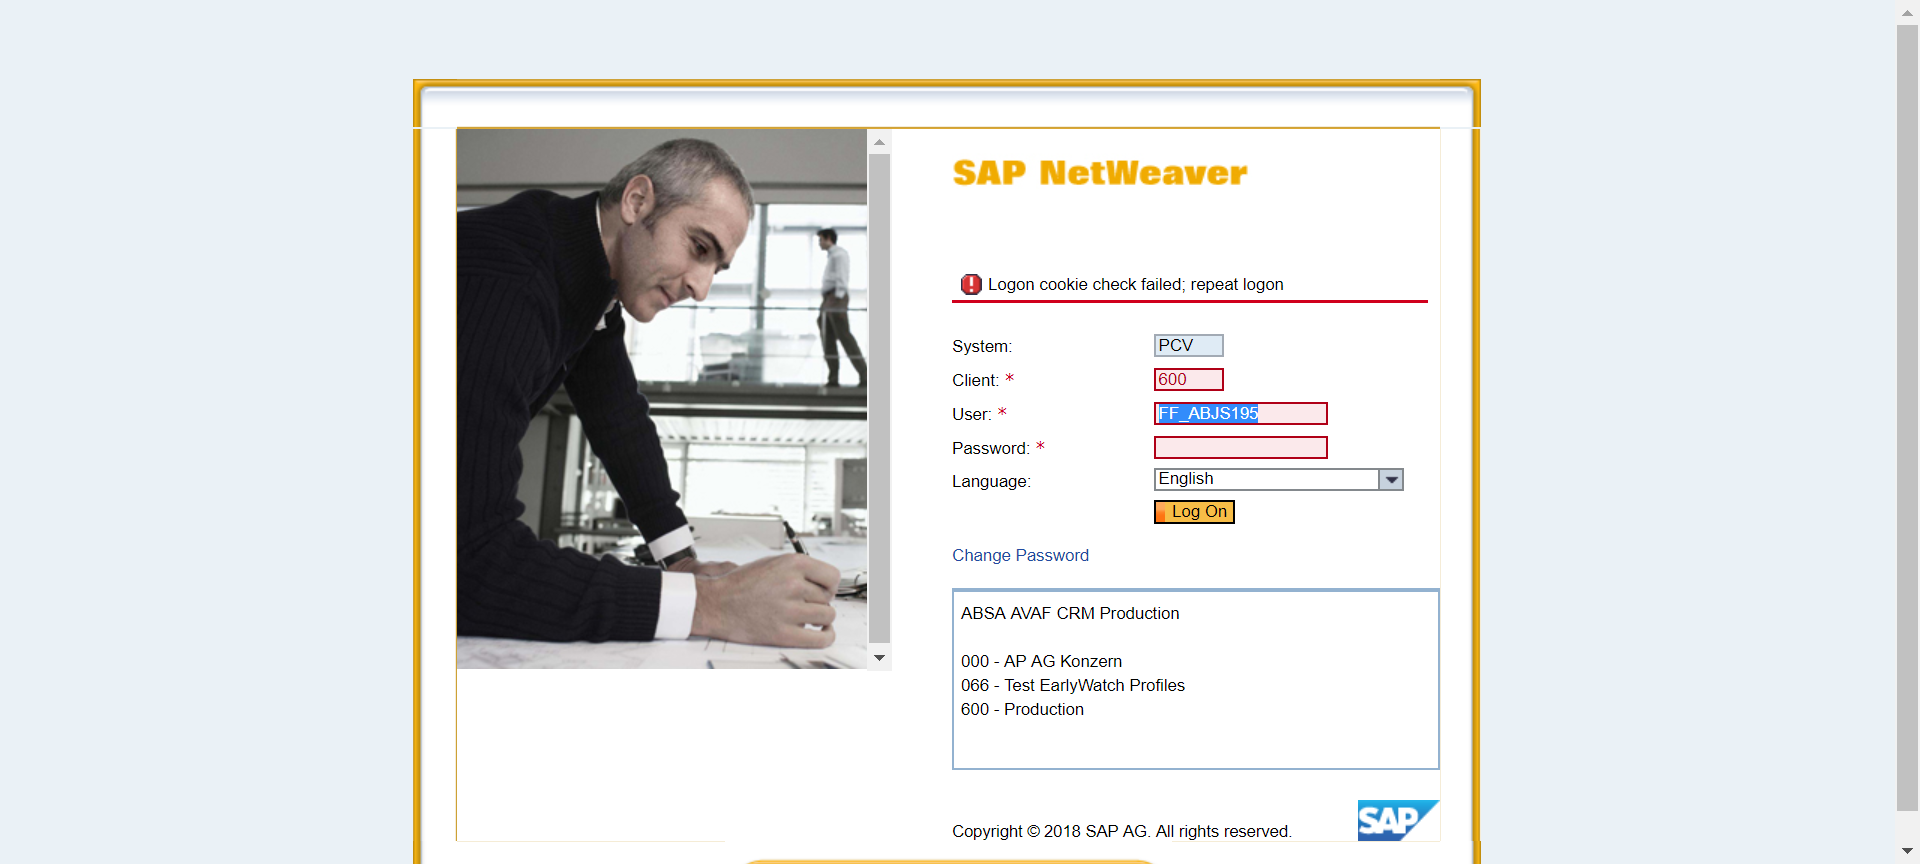 SAP NetWeaver
Logon cookie check failed; repeat logon
System: PCV
Client: * 600
User: * FF_ABJS195
Password: *
Language: English
Log On
Change Password
ABSA AVAF CRM Production
000 - AP AG Konzern
066 - Test EarlyWatch Profiles
600 - Production
Copyright © 2018 SAP AG. All rights reserved.
SAP